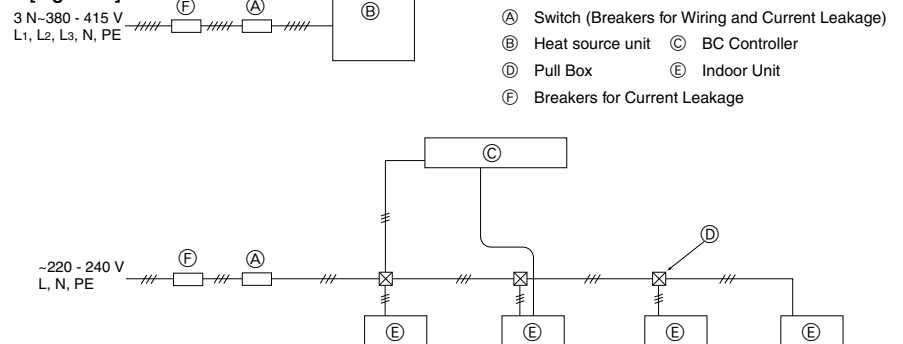 3 N~380 - 415 V
L1, L2, L3, N, PE
Ⓕ Ⓐ Ⓑ
Ⓐ Switch (Breakers for Wiring and Current Leakage)
Ⓑ Heat source unit Ⓒ BC Controller
Ⓓ Pull Box Ⓔ Indoor Unit
Ⓕ Breakers for Current Leakage
Ⓒ
Ⓓ
~220 - 240 V
L, N, PE
Ⓕ Ⓐ
Ⓔ Ⓔ Ⓔ Ⓔ